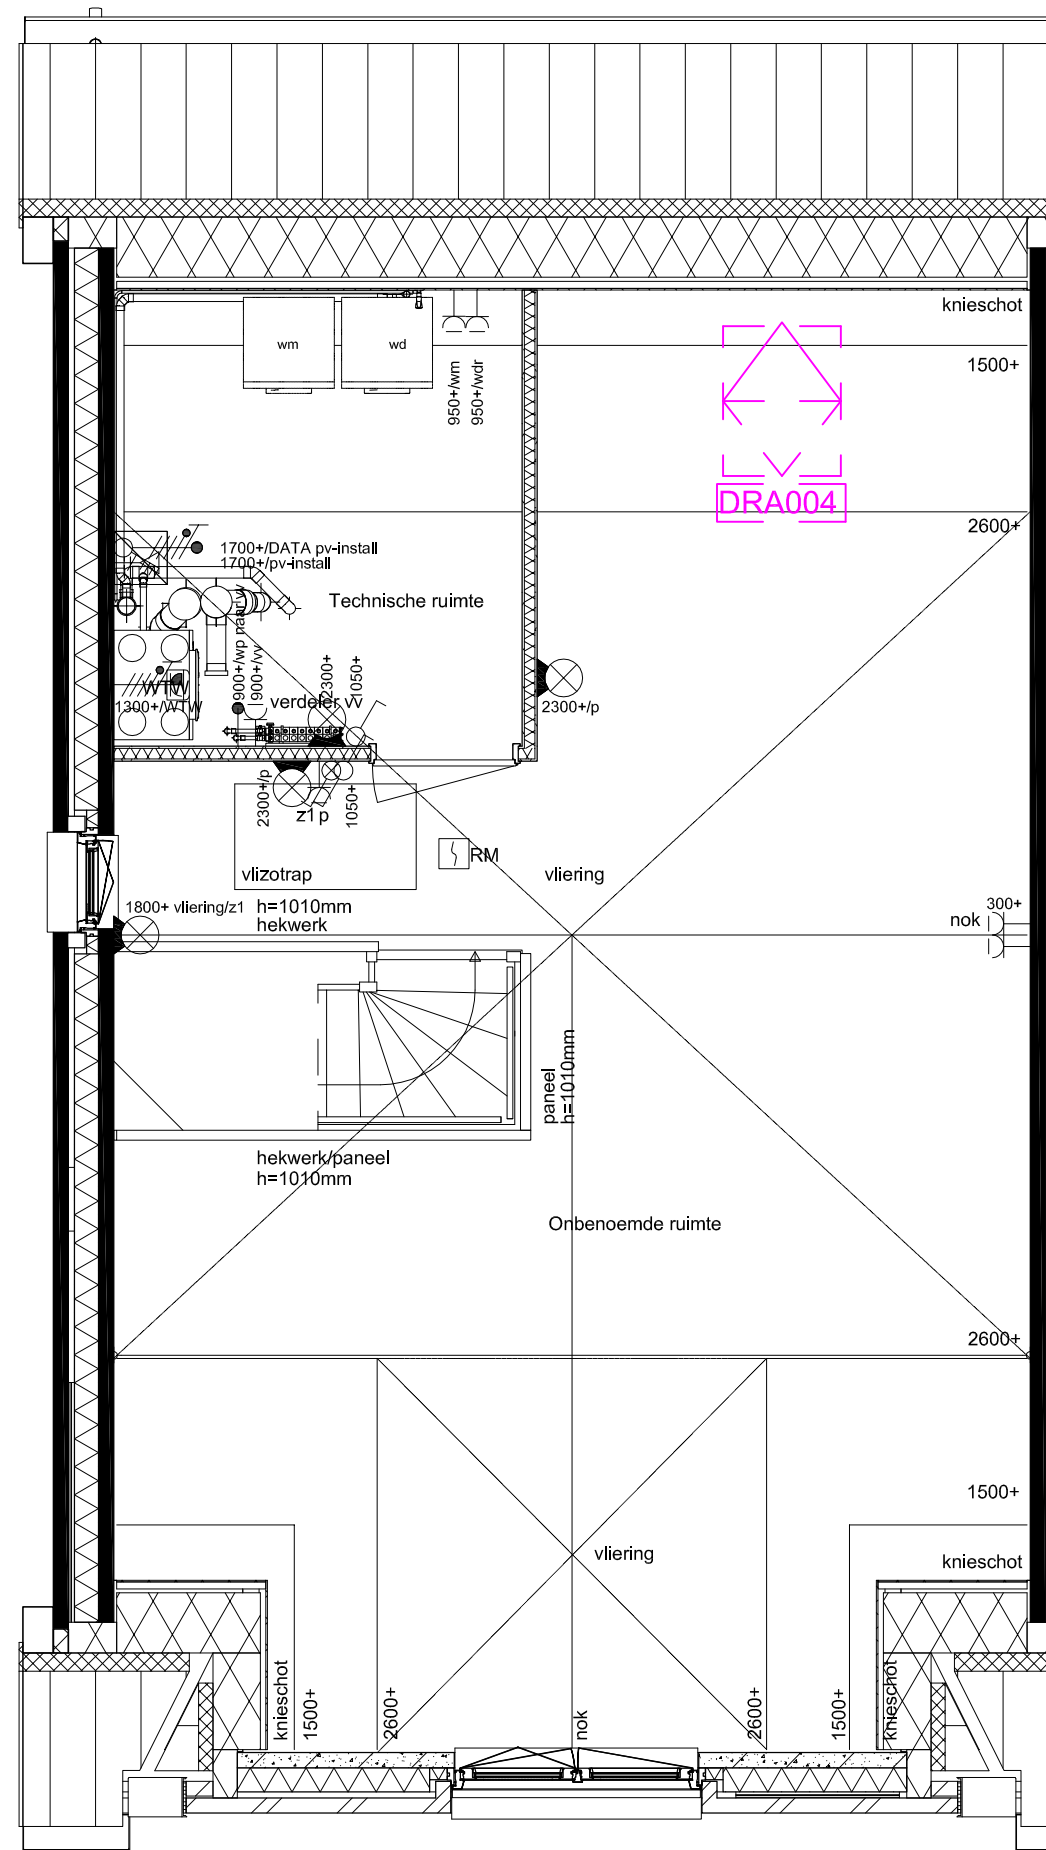 knieschot
wm
wd
1500+
950+/wm
950+/wdr
DRA004
2600+
1700+/DATA pv-install
1700+/pv-install
Technische ruimte
900+/wp naar vv
900+/vv
2300+
1050+
1300+/WTW
verdeler vv
2300+/p
2300+/p
1050+
z1p
RM
vlizotrap
vliering
1800+ vliering/z1
h=1010mm
hekwerk
300+
nok
paneel
h=1010mm
hekwerk/paneel
h=1010mm
Onbenoemde ruimte
2600+
1500+
vliering
knieschot
knieschot
1500+
2600+
nok
2600+
1500+
knieschot